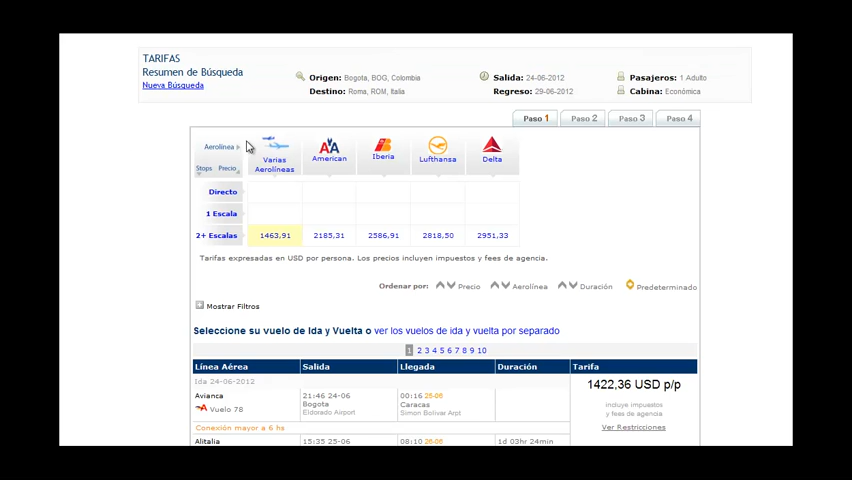 TARIFAS
Resumen de Búsqueda
Nueva Búsqueda
Origen: Bogota, BOG, Colombia
Destino: Roma, ROM, Italia
Salida: 24-06-2012
Regreso: 29-06-2012
Pasajeros: 1 Adulto
Cabina: Económica
Paso 1 Paso 2 Paso 3 Paso 4
Aerolínea
Stops Precio
Varias Aerolíneas
American
Iberia
Lufthansa
Delta
Directo
1 Escala
2+ Escalas 1463,91 2185,31 2586,91 2818,50 2951,33
Tarifas expresadas en USD por persona. Los precios incluyen impuestos y fees de agencia.
Ordenar por: Precio Aerolínea Duración Predeterminado
Mostrar Filtros
Seleccione su vuelo de Ida y Vuelta o ver los vuelos de ida y vuelta por separado
1 2 3 4 5 6 7 8 9 10
Línea Aérea Salida Llegada Duración Tarifa
Ida 24-06-2012
Avianca 21:46 24-06 00:16 25-06
Bogota Caracas
Vuelo 78 Eldorado Airport Simon Bolivar Arpt
1422,36 USD p/p
incluye impuestos
y fees de agencia
Ver Restricciones
Conexión mayor a 6 hs
Alitalia 15:35 25-06 08:10 26-06 1d 03hr 24min